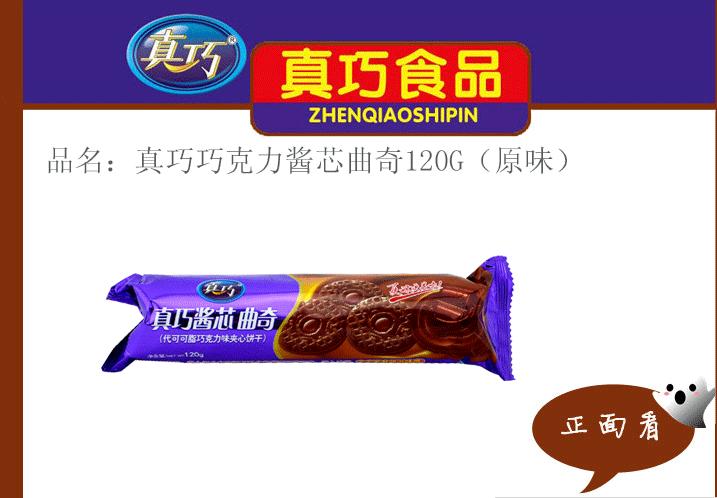 真巧®
真巧食品
ZHENQIAOSHIPIN
品名：真巧巧克力酱芯曲奇120G（原味）
真巧
真巧酱芯曲奇
（代可可脂巧克力味夹心饼干）
120g
正面看